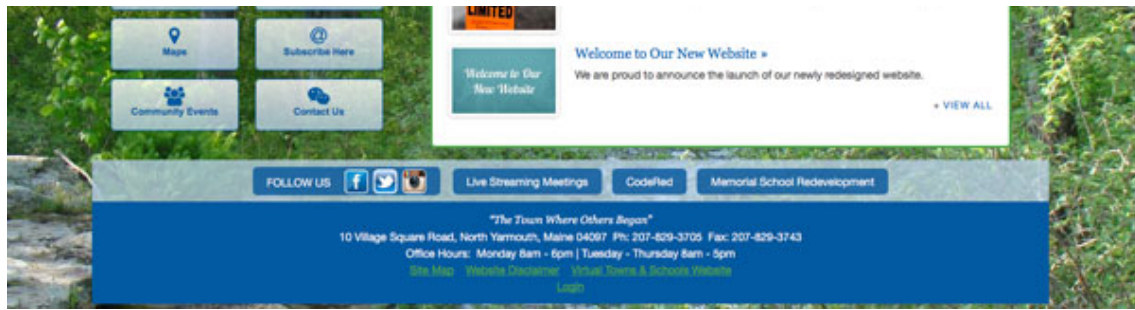 LIMITED
Maps
Subscribe Here
Welcome to Our
New Website
Welcome to Our New Website »
We are proud to announce the launch of our newly redesigned website.
Community Events
Contact Us
+ VIEW ALL
FOLLOW US
Live Streaming Meetings
CodeRed
Memorial School Redevelopment
"The Town Where Others Began"
10 Village Square Road, North Yarmouth, Maine 04097 Ph: 207-829-3705 Fax: 207-829-3743
Office Hours: Monday 8am - 6pm | Tuesday - Thursday 8am - 5pm
Site Map Website Disclaimer Virtual Towns & Schools Website
Login